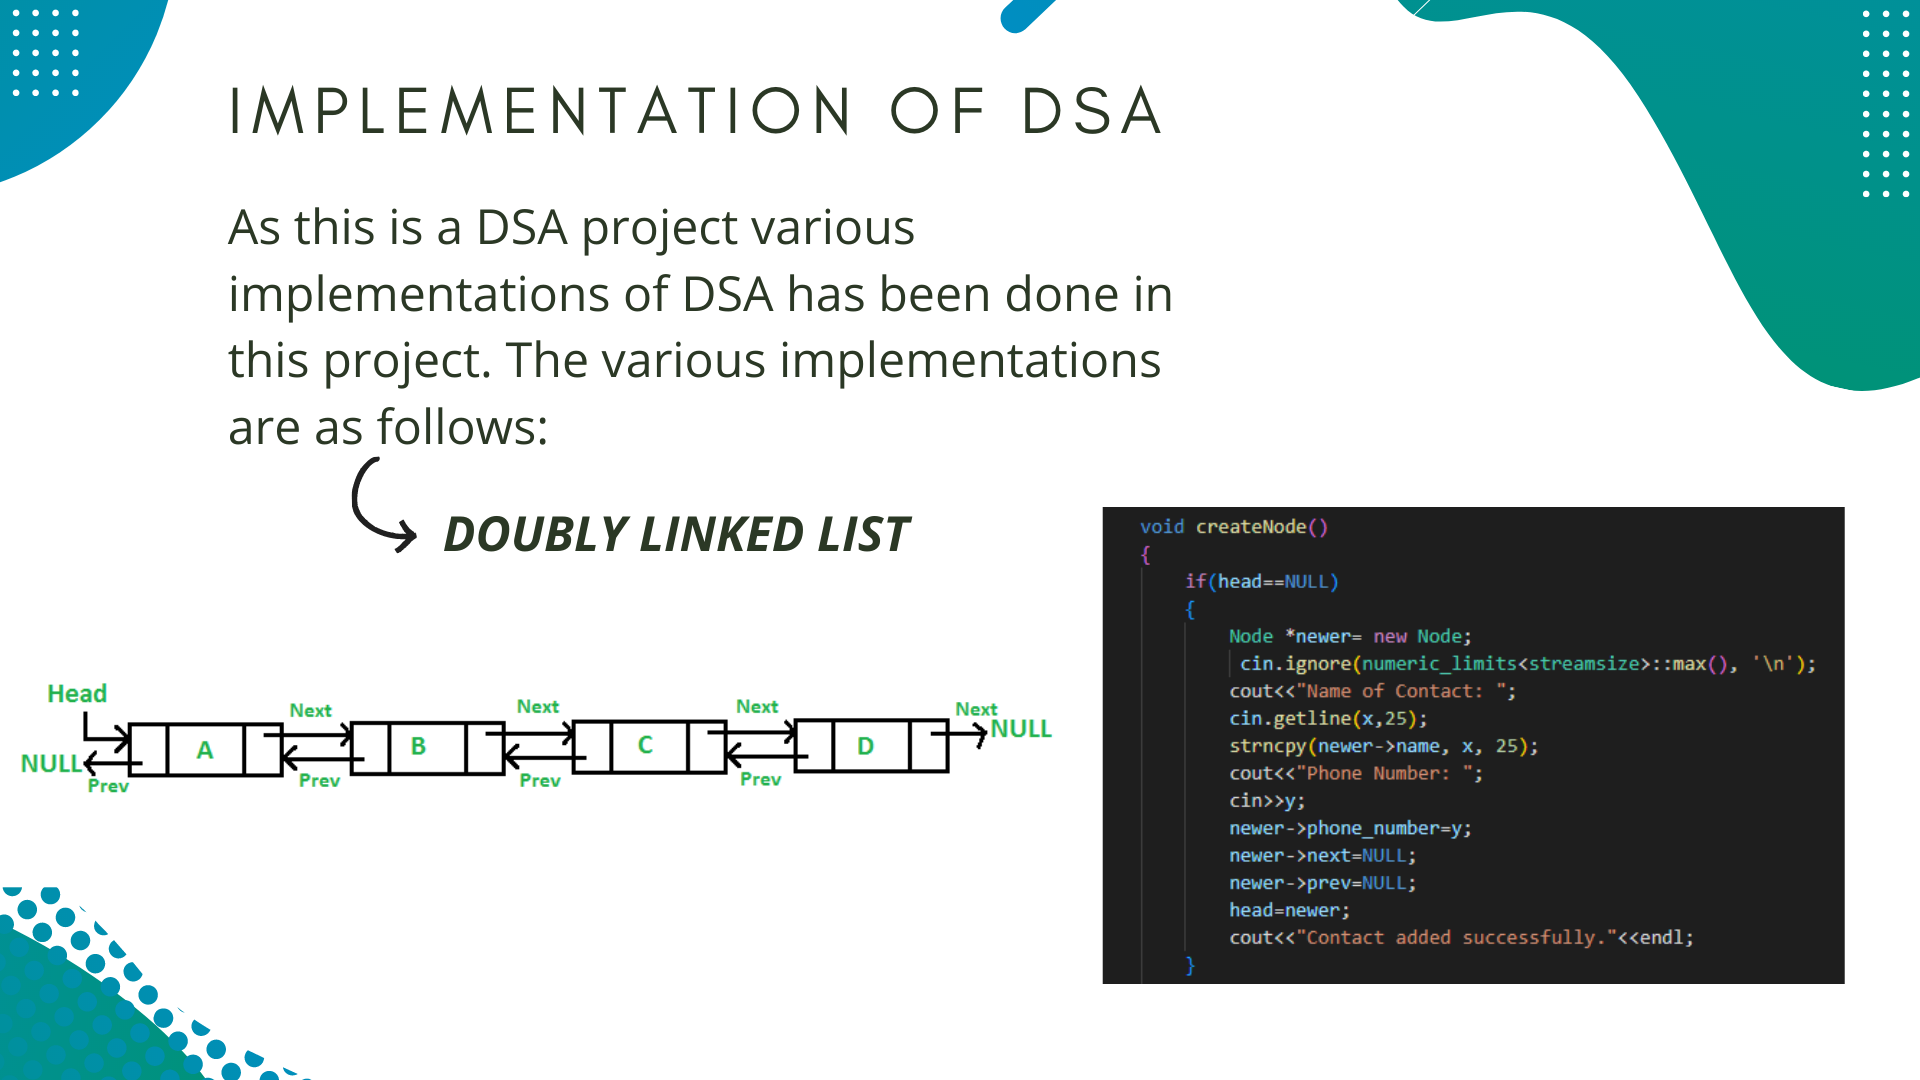 IMPLEMENTATION OF DSA
As this is a DSA project various
implementations of DSA has been done in
this project. The various implementations
are as follows:
DOUBLY LINKED LIST
Head
Next
Next
Next
Next
NULL
A
B
C
D
NULL
Prev
Prev
Prev
Prev
void createNode()
{
if(head==NULL)
{
Node *newer= new Node;
cin.ignore(numeric_limits<streamsize>::max(), '\n');
cout<<"Name of Contact: ";
cin.getline(x,25);
strncpy(newer->name, x, 25);
cout<<"Phone Number: ";
cin>>y;
newer->phone_number=y;
newer->next=NULL;
newer->prev=NULL;
head=newer;
cout<<"Contact added successfully."<<endl;
}